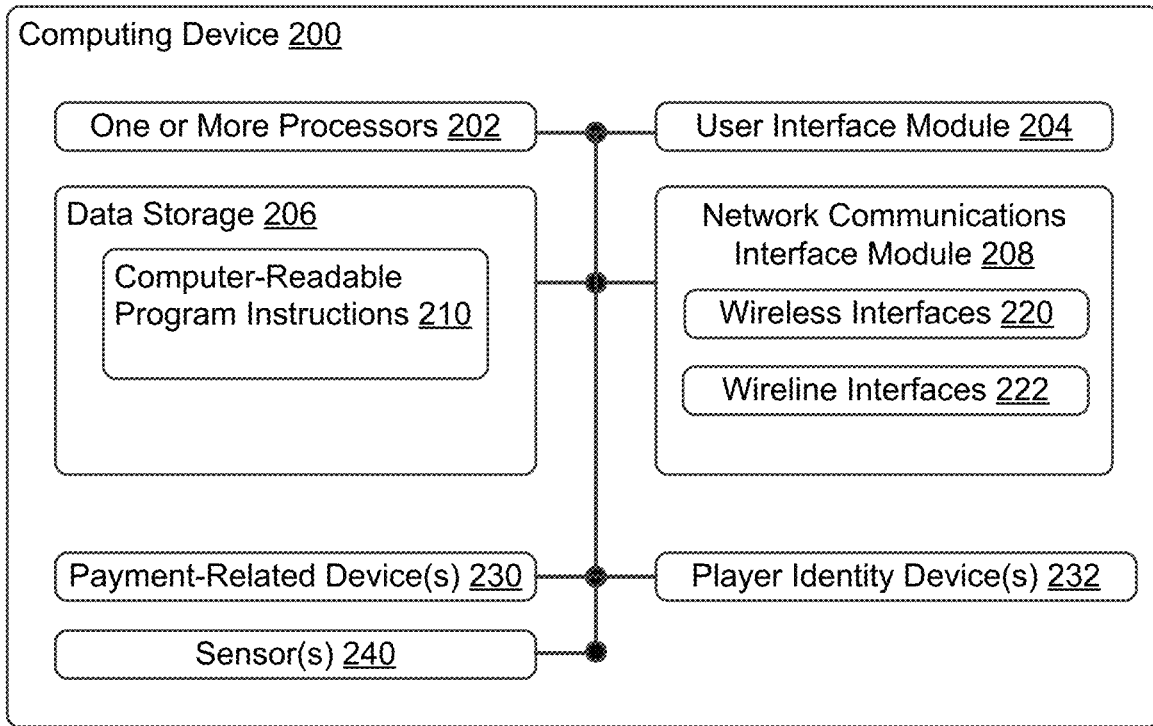 Computing Device 200
One or More Processors 202
User Interface Module 204
Data Storage 206
Computer-Readable
Program Instructions 210
Network Communications
Interface Module 208
Wireless Interfaces 220
Wireline Interfaces 222
Payment-Related Device(s) 230
Player Identity Device(s) 232
Sensor(s) 240